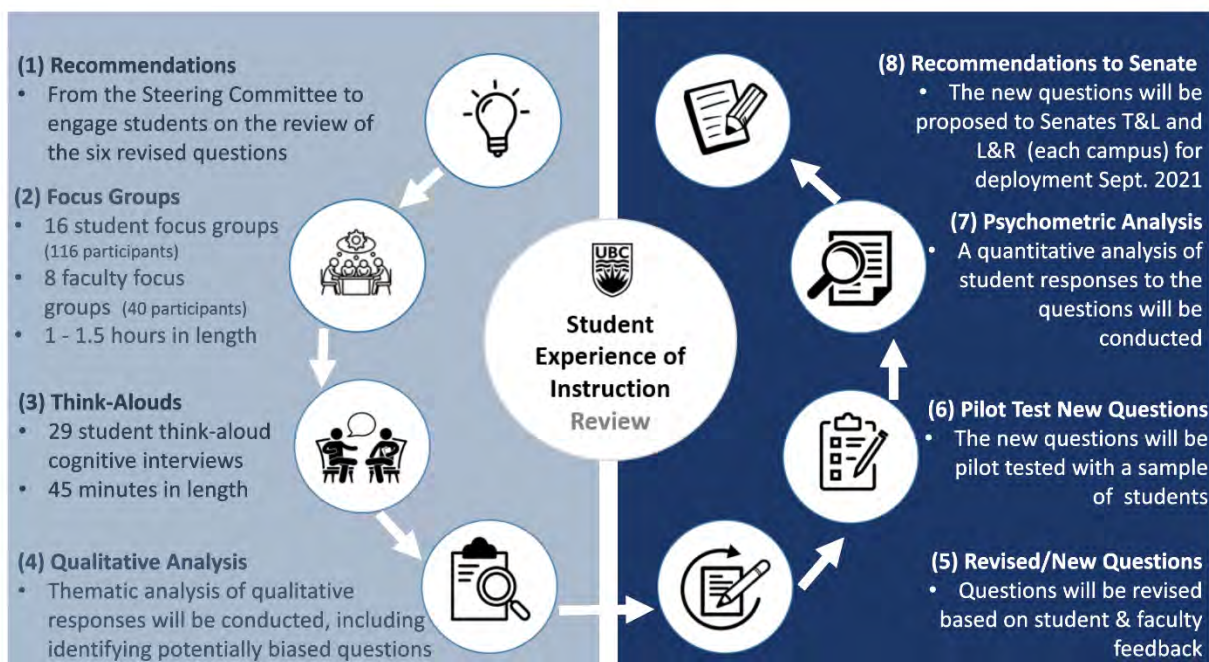 (1) Recommendations
• From the Steering Committee to
engage students on the review of
the six revised questions
(2) Focus Groups
• 16 student focus groups
(116 participants)
• 8 faculty focus
groups (40 participants)
• 1 - 1.5 hours in length
(3) Think-Alouds
• 29 student think-aloud
cognitive interviews
• 45 minutes in length
(4) Qualitative Analysis
• Thematic analysis of qualitative
responses will be conducted, including
identifying potentially biased questions
UBC
Student
Experience of
Instruction
Review
(5) Revised/New Questions
• Questions will be revised
based on student & faculty
feedback
(6) Pilot Test New Questions
• The new questions will be
pilot tested with a sample
of students
(7) Psychometric Analysis
• A quantitative analysis of
student responses to the
questions will be
conducted
(8) Recommendations to Senate
• The new questions will be
proposed to Senates T&L and
L&R (each campus) for
deployment Sept. 2021